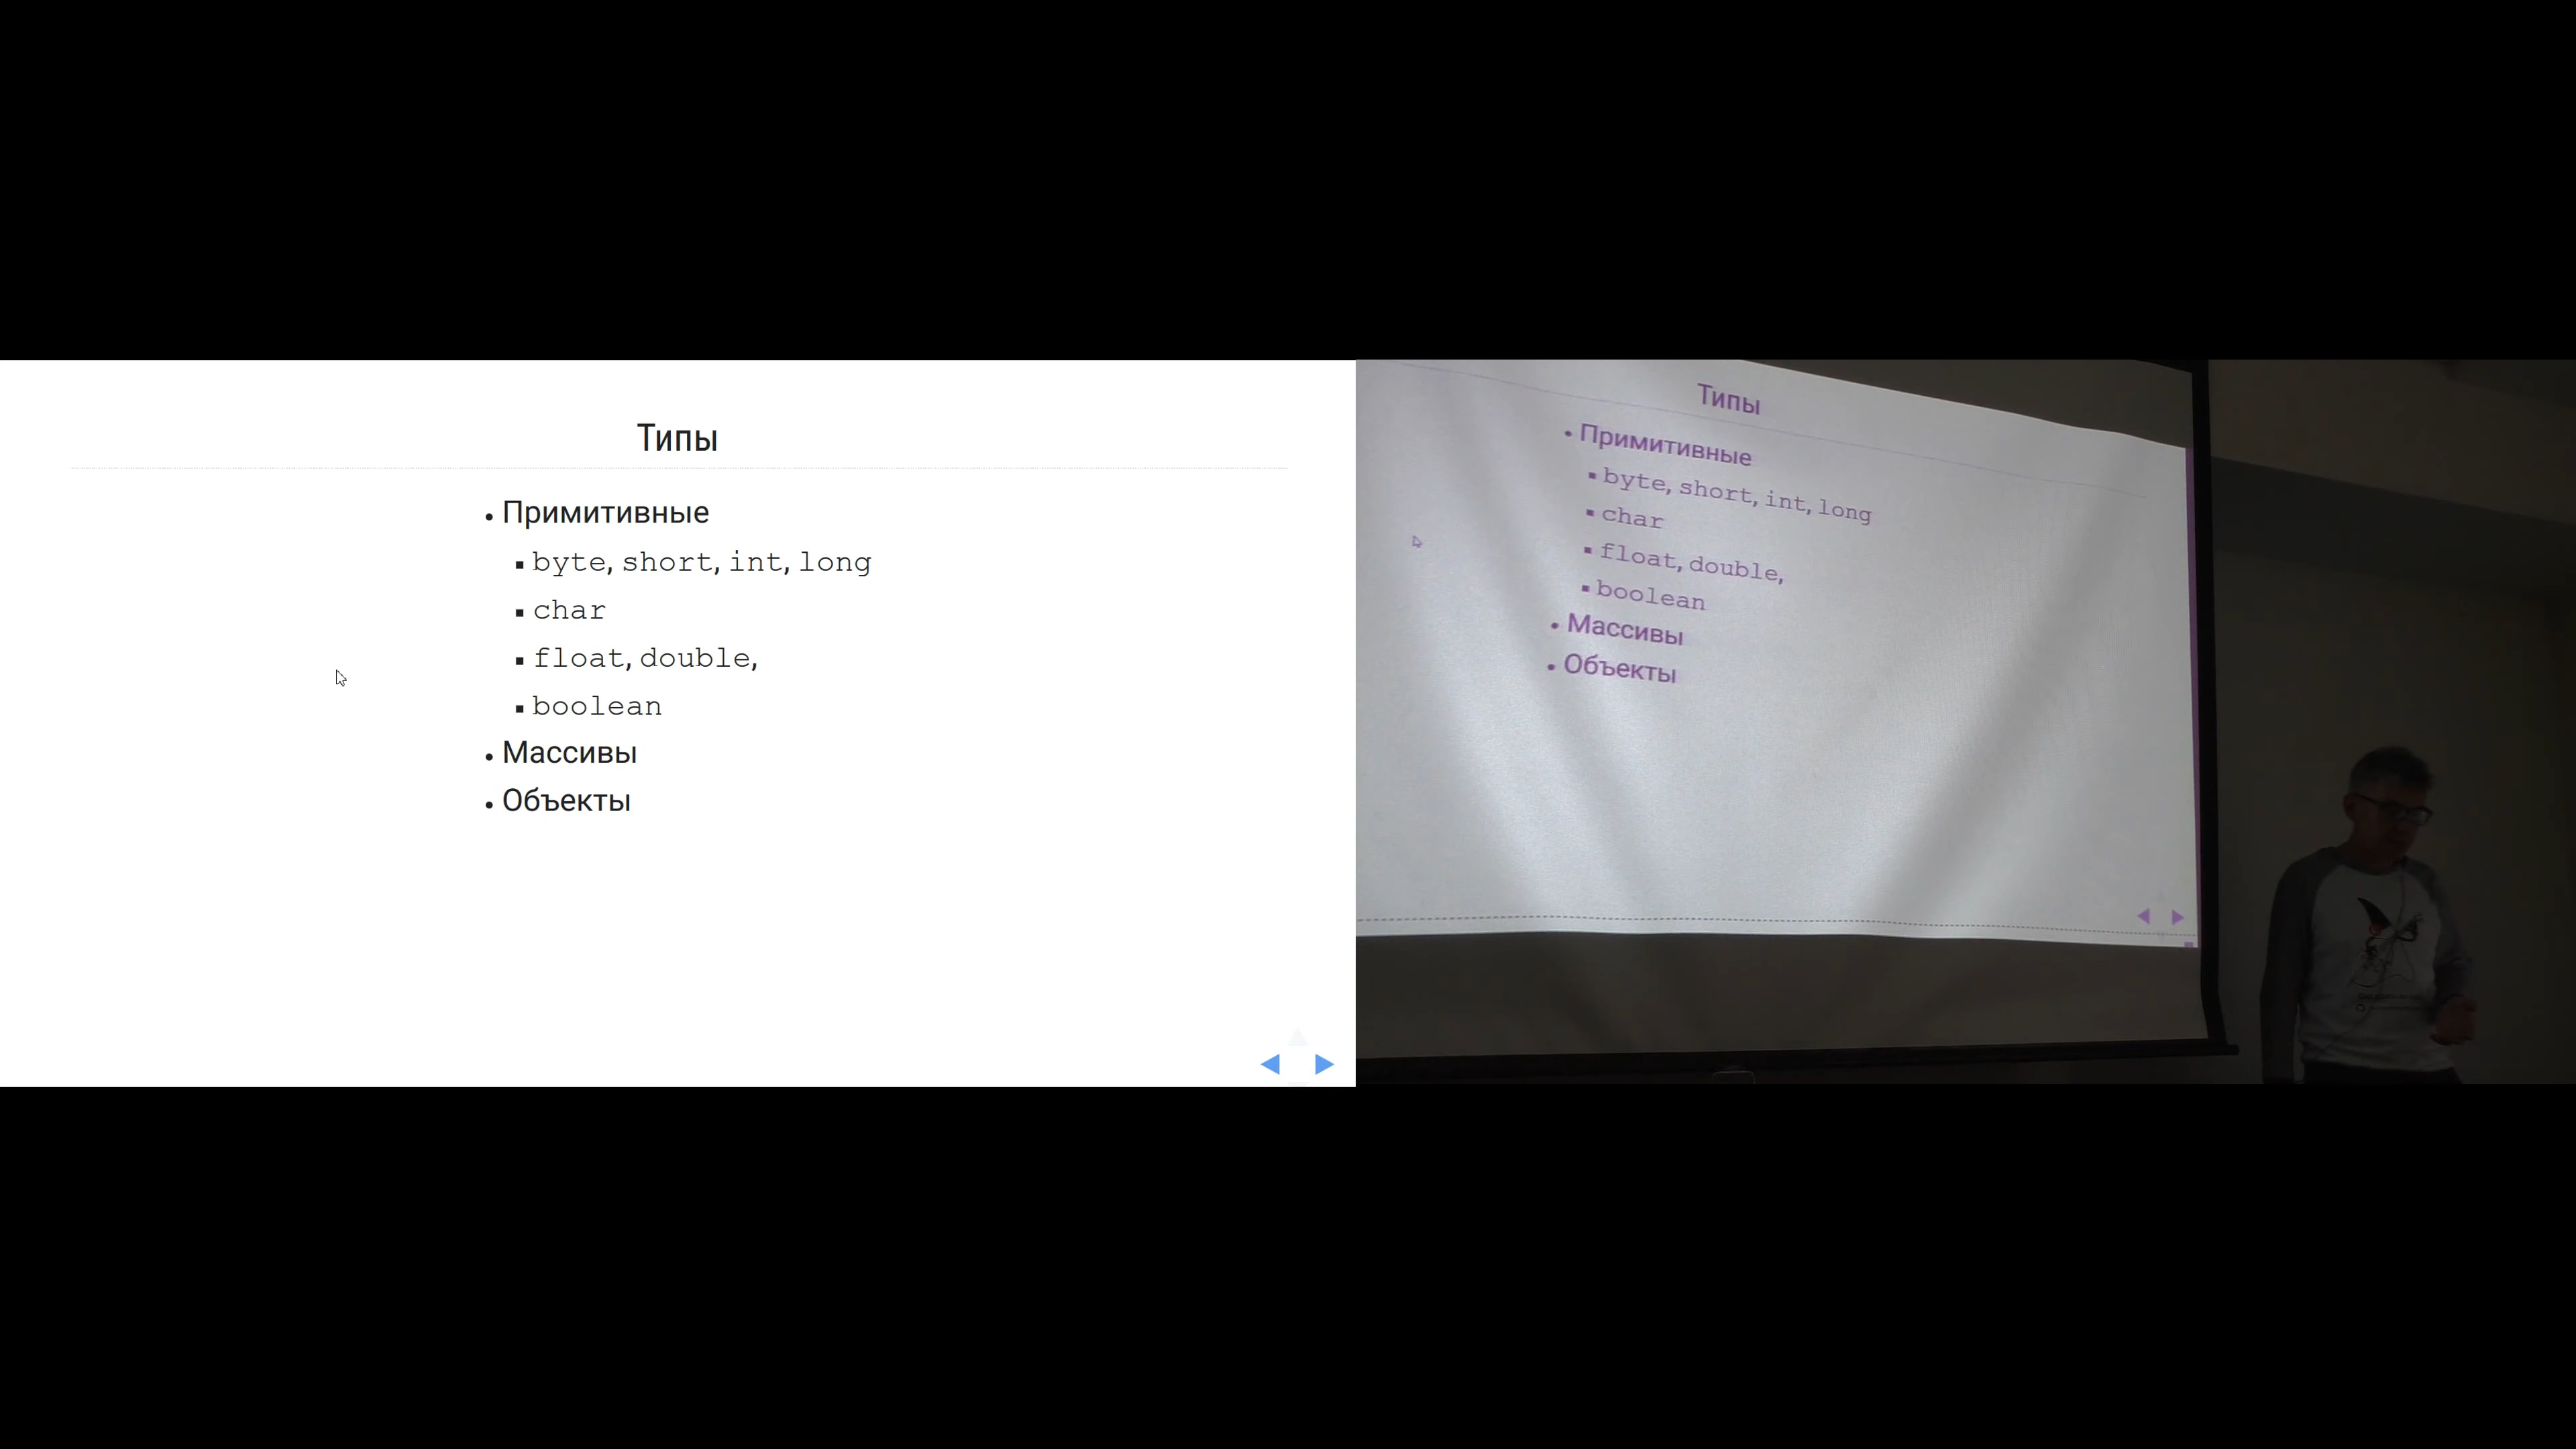 Типы
• Примитивные
▪ byte, short, int, long
▪ char
▪ float, double,
▪ boolean
• Массивы
• Объекты
Типы
• Примитивные
▪ byte, short, int, long
▪ char
▪ float, double,
▪ boolean
• Массивы
• Объекты